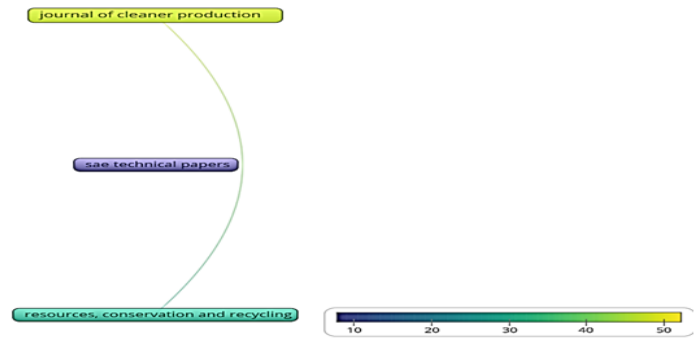 journal of cleaner production
sae technical papers
resources, conservation and recycling
10 20 30 40 50